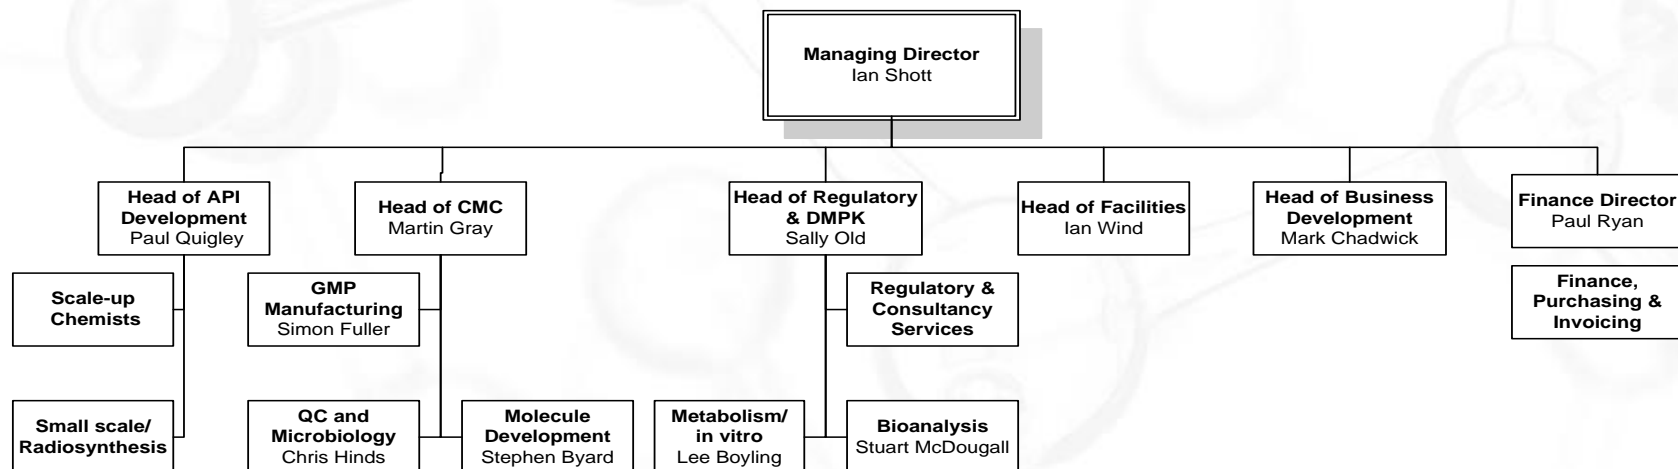 Managing Director
Ian Shott
Head of API
Development
Paul Quigley
Head of CMC
Martin Gray
Head of Regulatory
& DMPK
Sally Old
Head of Facilities
Ian Wind
Head of Business
Development
Mark Chadwick
Finance Director
Paul Ryan
Scale-up
Chemists
GMP
Manufacturing
Simon Fuller
Regulatory &
Consultancy
Services
Finance,
Purchasing &
Invoicing
Small scale/
Radiosynthesis
QC and
Microbiology
Chris Hinds
Molecule
Development
Stephen Byard
Metabolism/
in vitro
Lee Boyling
Bioanalysis
Stuart McDougall